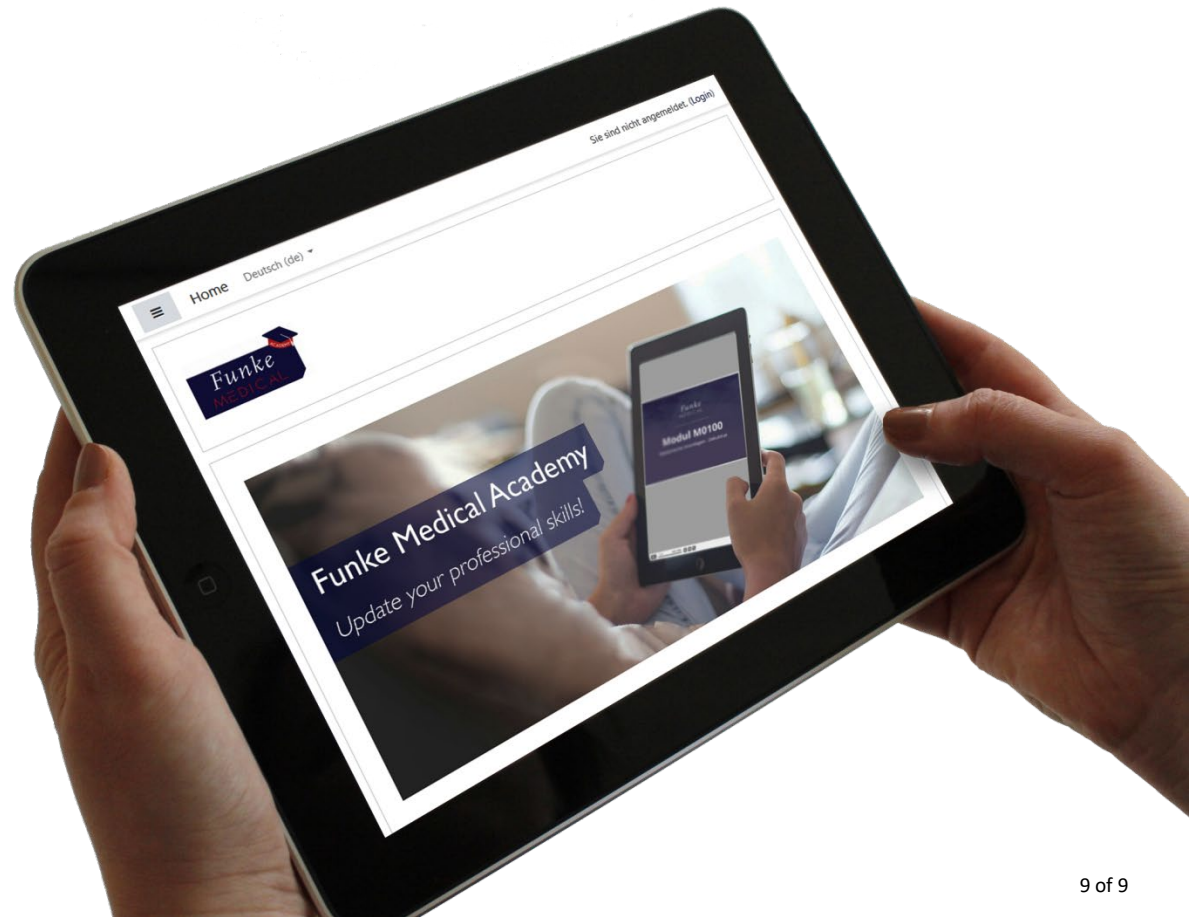 Sie sind nicht angemeldet. (Login)
Home Deutsch (de)
Funke
MEDICAL
Funke Medical Academy
Update your professional skills!
Funke
Modul M0100
9 of 9